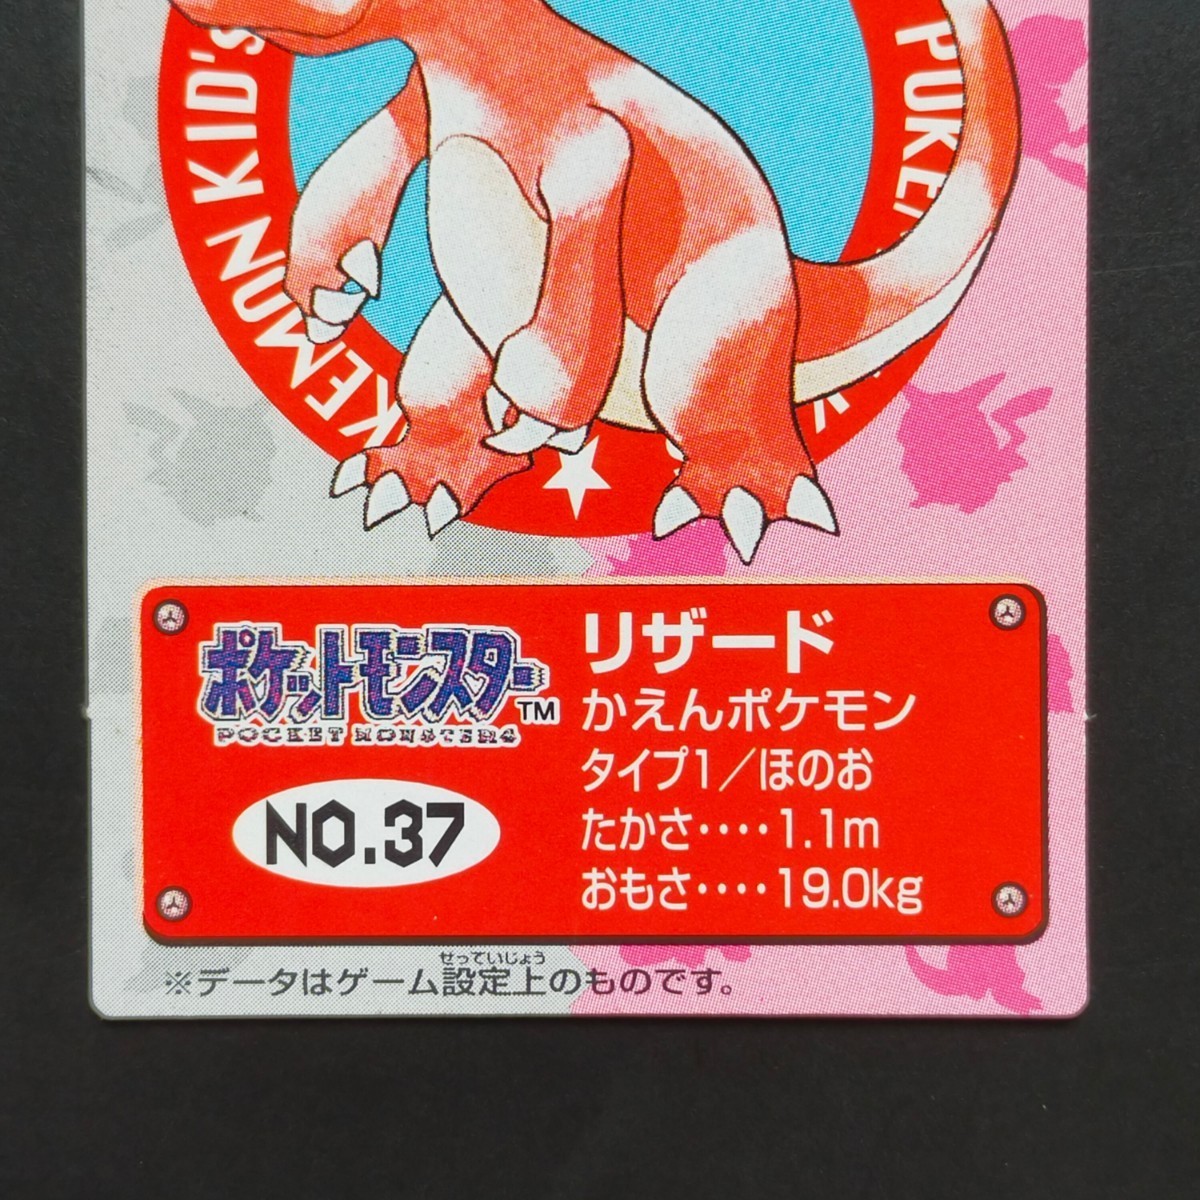 POKEMON KID'S
POKE
ポケットモンスター™
POCKET MONSTERS
NO.37
リザード
かえんポケモン
タイプ1／ほのお
たかさ････1.1m
おもさ････19.0kg
せっていじょう
※データはゲーム設定上のものです。